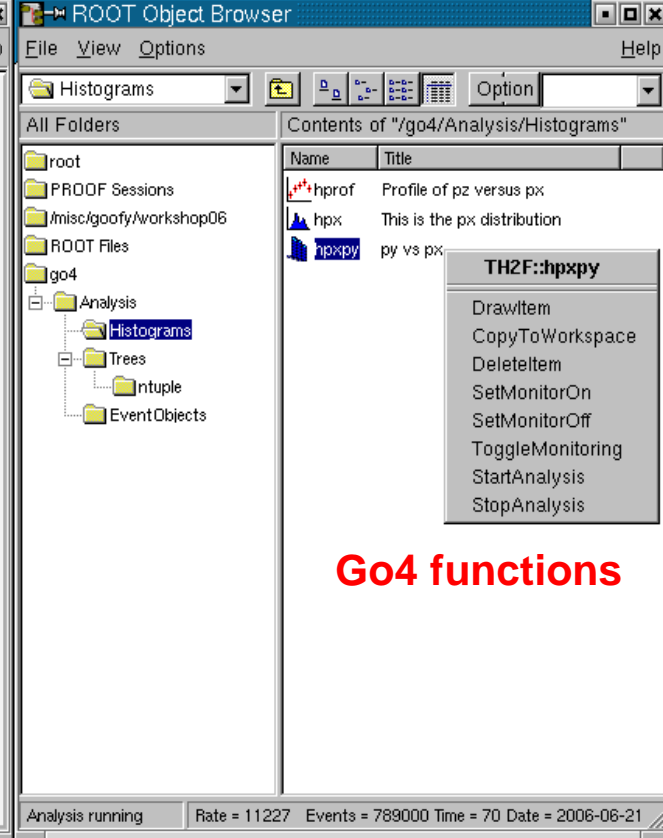 ROOT Object Browser
File View Options Help
Histograms Option
All Folders
Contents of "/go4/Analysis/Histograms"
root
PROOF Sessions
/misc/goofy/workshop06
ROOT Files
go4
Analysis
Histograms
Trees
ntuple
EventObjects
Name Title
hprof Profile of pz versus px
hpx This is the px distribution
hpxpy py vs px
TH2F::hpxpy
DrawItem
CopyToWorkspace
DeleteItem
SetMonitorOn
SetMonitorOff
ToggleMonitoring
StartAnalysis
StopAnalysis
Go4 functions
Analysis running Rate = 11227 Events = 789000 Time = 70 Date = 2006-06-21